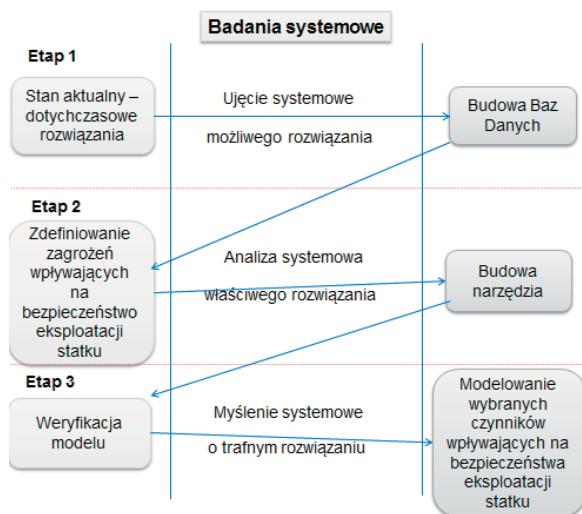 Badania systemowe
Etap 1
Stan aktualny –
dotychczasowe
rozwiązania
Ujęcie systemowe
możliwego rozwiązania
Budowa Baz
Danych
Etap 2
Zdefiniowanie
zagrożeń
wpływających
na
bezpieczeństwo
eksploatacji
statku
Analiza systemowa
właściwego rozwiązania
Budowa
narzędzia
Etap 3
Weryfikacja
modelu
Myślenie systemowe
o trafnym rozwiązaniu
Modelowanie
wybranych
czynników
wpływających na
bezpieczeństwa
eksploatacji
statku